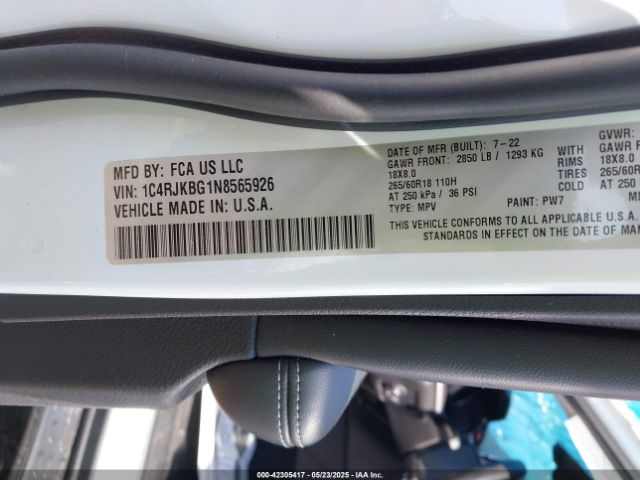 MFD BY: FCA US LLC
VIN: 1C4RJKBG1N8565926
VEHICLE MADE IN: U.S.A.
DATE OF MFR (BUILT): 7-22
GAWR FRONT: 2850 LB / 1293 KG
18X8.0
265/60R18 110H
AT 250 kPa / 36 PSI
TYPE: MPV
PAINT: PW7
WITH
RIMS
TIRES
COLD
GVWR:
GAWR R
18X8.0
265/60R
AT 250
THIS VEHICLE CONFORMS TO ALL APPLICABLE U.S.A.
STANDARDS IN EFFECT ON THE DATE OF MAN
000-42305417 - 05/23/2025 - IAA Inc.